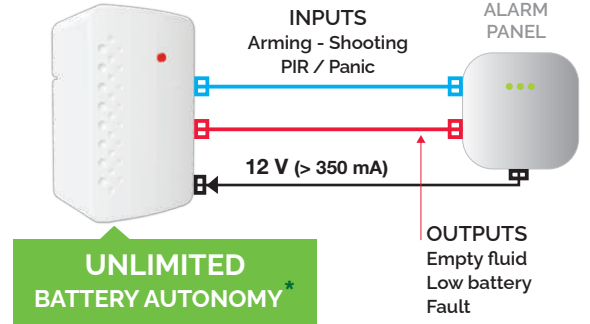 INPUTS
Arming - Shooting
PIR / Panic
ALARM
PANEL
12 V (> 350 mA)
OUTPUTS
Empty fluid
Low battery
Fault
UNLIMITED
BATTERY AUTONOMY*